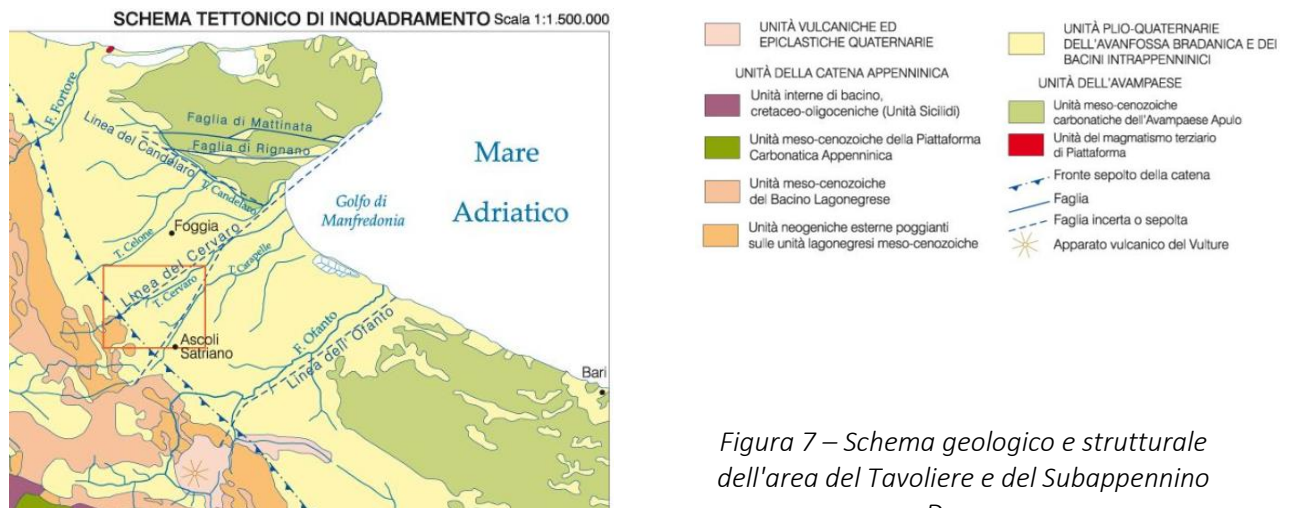 SCHEMA TETTONICO DI INQUADRAMENTO Scala 1:1.500.000
F. Fortore
Linea del Candelaro
Faglia di Mattinata
Faglia di Rignano
T. Candelaro
Mare
Adriatico
Golfo di
Manfredonia
Foggia
T. Celone
Linea del Cervaro
T. Cervaro
T. Carapelle
Ascoli
Satriano
F. Ofanto
Linea dell'Ofanto
Bari
UNITÀ VULCANICHE ED
EPICLASTICHE QUATERNARIE
UNITÀ DELLA CATENA APPENNINICA
Unità interne di bacino,
cretaceo-oligoceniche (Unità Sicilidi)
Unità meso-cenozoiche della Piattaforma
Carbonatica Appenninica
Unità meso-cenozoiche
del Bacino Lagonegrese
Unità neogeniche esterne poggianti
sulle unità lagonegresi meso-cenozoiche
UNITÀ PLIO-QUATERNARIE
DELL'AVANFOSSA BRADANICA E DEI
BACINI INTRAPPENNINICI
UNITÀ DELL'AVAMPAESE
Unità meso-cenozoiche
carbonatiche dell'Avampaese Apulo
Unità del magmatismo terziario
di Piattaforma
Fronte sepolto della catena
Faglia
Faglia incerta o sepolta
Apparato vulcanico del Vulture
Figura 7 – Schema geologico e strutturale
dell'area del Tavoliere e del Subappennino